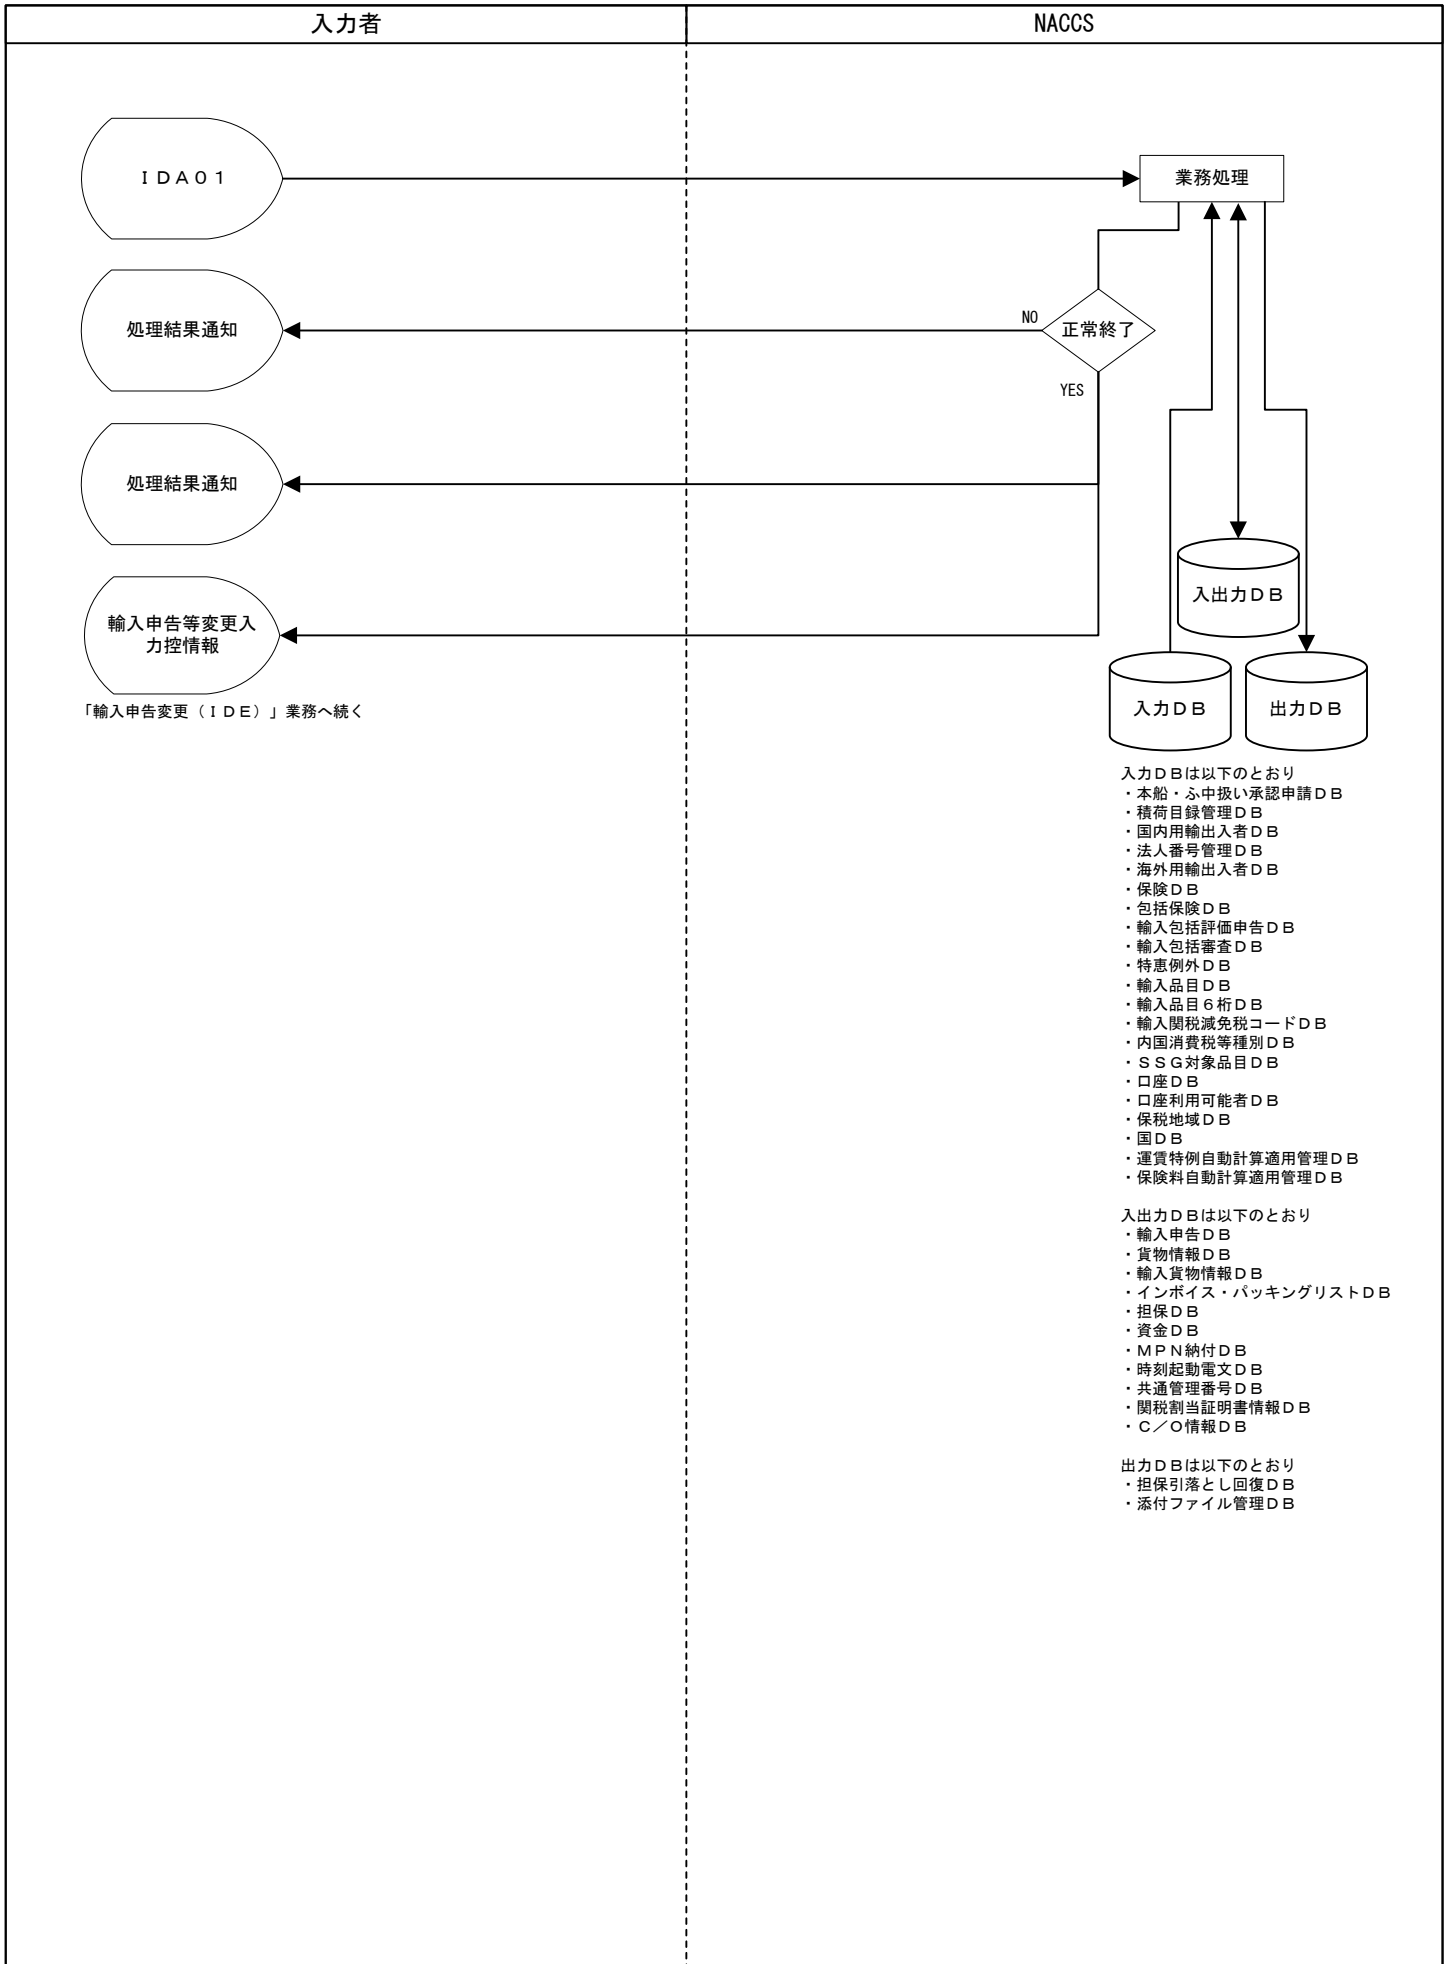 入力者
NACCS
ＩＤＡ０１
業務処理
処理結果通知
NO
正常終了
YES
処理結果通知
入出力ＤＢ
輸入申告等変更入
力控情報
入力ＤＢ
出力ＤＢ
「輸入申告変更（ＩＤＥ）」業務へ続く
入力ＤＢは以下のとおり
・本船・ふ中扱い承認申請ＤＢ
・積荷目録管理ＤＢ
・国内用輸出入者ＤＢ
・法人番号管理ＤＢ
・海外用輸出入者ＤＢ
・保険ＤＢ
・包括保険ＤＢ
・輸入包括評価申告ＤＢ
・輸入包括審査ＤＢ
・特恵例外ＤＢ
・輸入品目ＤＢ
・輸入品目６桁ＤＢ
・輸入関税減免税コードＤＢ
・内国消費税等種別ＤＢ
・ＳＳＧ対象品目ＤＢ
・口座ＤＢ
・口座利用可能者ＤＢ
・保税地域ＤＢ
・国ＤＢ
・運賃特例自動計算適用管理ＤＢ
・保険料自動計算適用管理ＤＢ
入出力ＤＢは以下のとおり
・輸入申告ＤＢ
・貨物情報ＤＢ
・輸入貨物情報ＤＢ
・インボイス・パッキングリストＤＢ
・担保ＤＢ
・資金ＤＢ
・ＭＰＮ納付ＤＢ
・時刻起動電文ＤＢ
・共通管理番号ＤＢ
・関税割当証明書情報ＤＢ
・Ｃ／Ｏ情報ＤＢ
出力ＤＢは以下のとおり
・担保引落とし回復ＤＢ
・添付ファイル管理ＤＢ